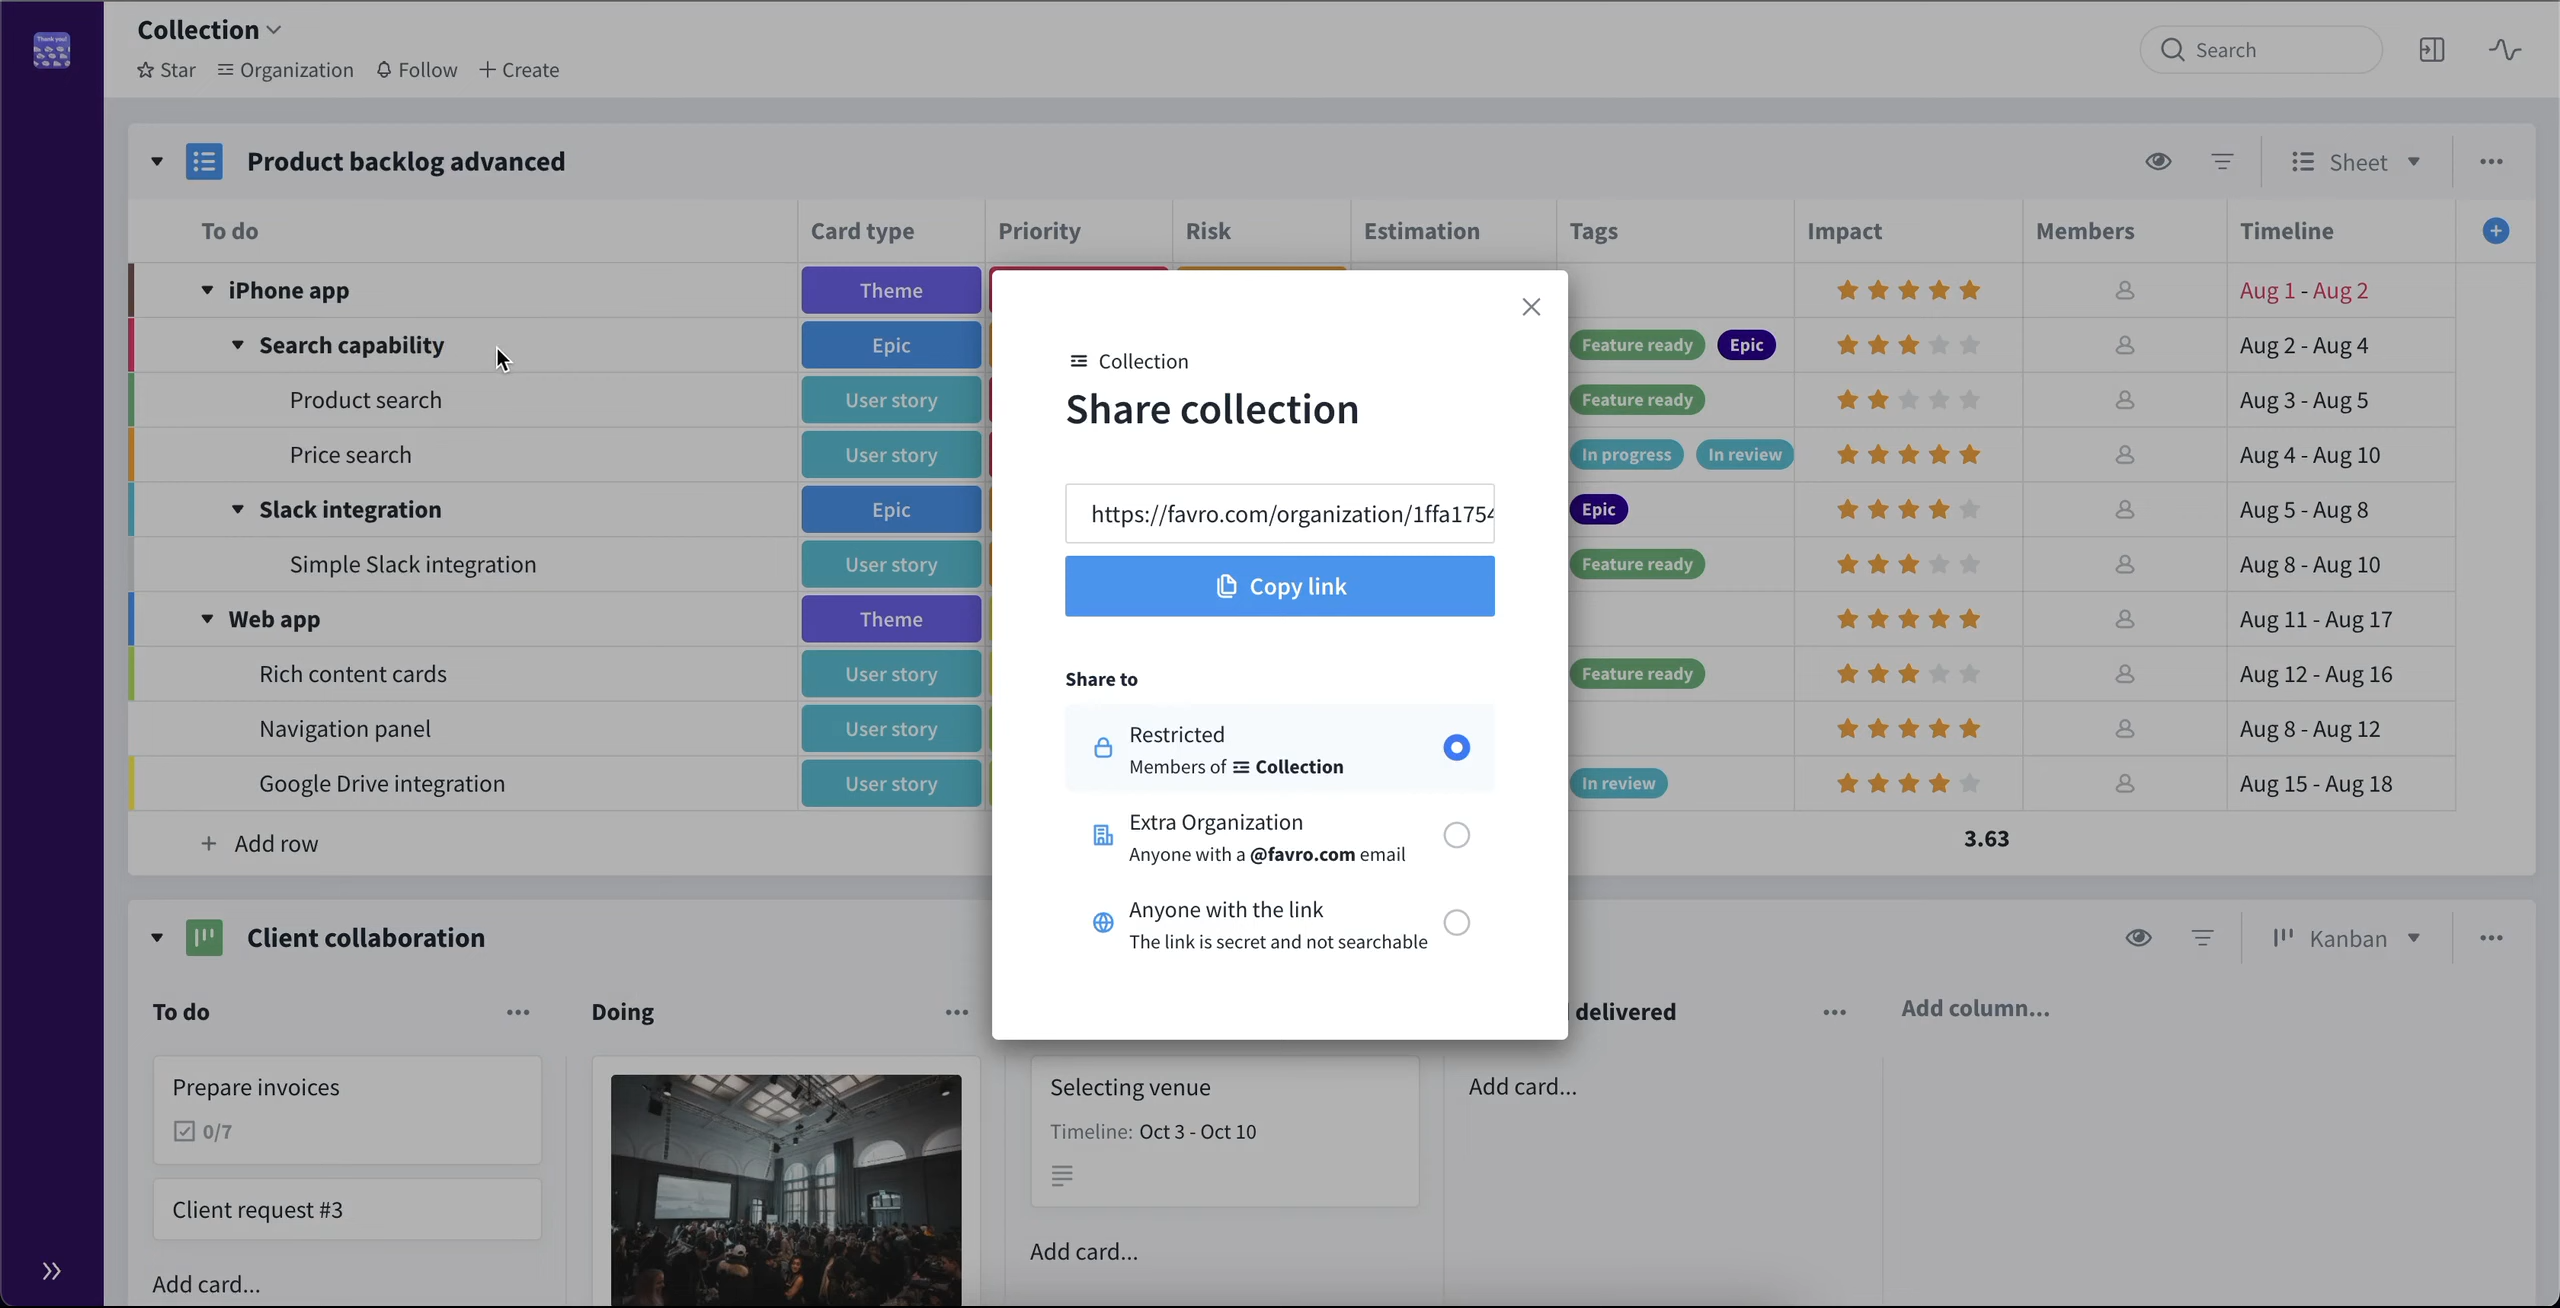 Thank you!
Collection
Star Organization Follow Create
Search
Product backlog advanced
Sheet
To do Card type Priority Risk Estimation Tags Impact Members Timeline
iPhone app Theme Aug 1 - Aug 2
Search capability Epic Feature ready Epic Aug 2 - Aug 4
Product search User story Feature ready Aug 3 - Aug 5
Price search User story In progress In review Aug 4 - Aug 10
Slack integration Epic Epic Aug 5 - Aug 8
Simple Slack integration User story Feature ready Aug 8 - Aug 10
Web app Theme Aug 11 - Aug 17
Rich content cards User story Feature ready Aug 12 - Aug 16
Navigation panel User story Aug 8 - Aug 12
Google Drive integration User story In review Aug 15 - Aug 18
+ Add row
3.63
Collection
Share collection
https://favro.com/organization/1ffa1754
Copy link
Share to
Restricted
Members of Collection
Extra Organization
Anyone with a @favro.com email
Anyone with the link
The link is secret and not searchable
Client collaboration
Kanban
To do
Prepare invoices
0/7
Client request #3
Add card...
Doing
Selecting venue
Timeline: Oct 3 - Oct 10
Add card...
delivered
Add card...
Add column...